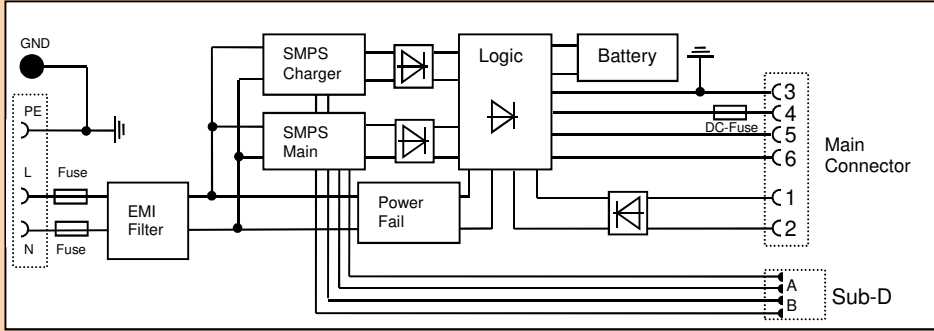 GND
PE
L
Fuse
N
Fuse
EMI
Filter
SMPS
Charger
SMPS
Main
Power
Fail
Logic
Battery
3
4
DC-Fuse
5
6
1
2
Main
Connector
A
B
Sub-D